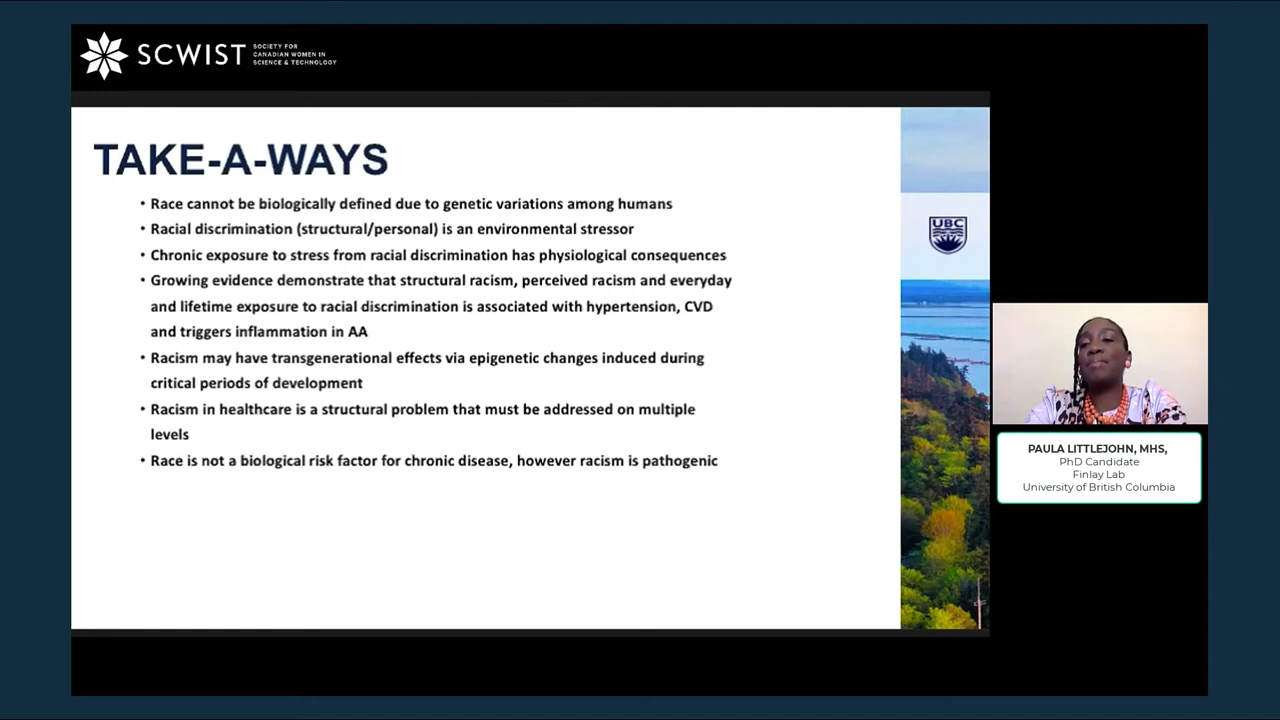 SCWIST
SOCIETY FOR
CANADIAN WOMEN IN
SCIENCE & TECHNOLOGY
TAKE-A-WAYS
• Race cannot be biologically defined due to genetic variations among humans
• Racial discrimination (structural/personal) is an environmental stressor
• Chronic exposure to stress from racial discrimination has physiological consequences
• Growing evidence demonstrate that structural racism, perceived racism and everyday
and lifetime exposure to racial discrimination is associated with hypertension, CVD
and triggers inflammation in AA
• Racism may have transgenerational effects via epigenetic changes induced during
critical periods of development
• Racism in healthcare is a structural problem that must be addressed on multiple
levels
• Race is not a biological risk factor for chronic disease, however racism is pathogenic
UBC
PAULA LITTLEJOHN, MHS,
PhD Candidate
Finlay Lab
University of British Columbia